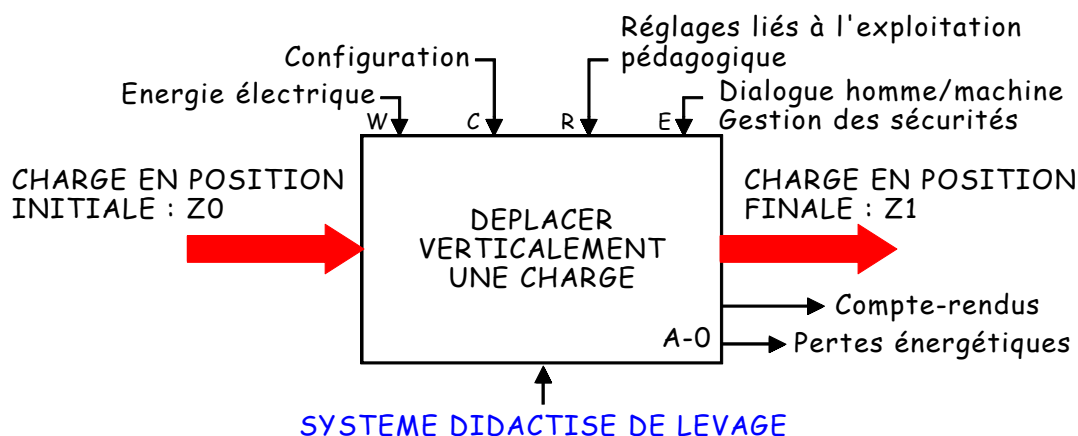 Réglages liés à l'exploitation
pédagogique
Configuration
Energie électrique
Dialogue homme/machine
Gestion des sécurités
W
C
R
E
CHARGE EN POSITION
INITIALE : Z0
CHARGE EN POSITION
FINALE : Z1
DEPLACER
VERTICALEMENT
UNE CHARGE
Compte-rendus
A-0
Pertes énergétiques
SYSTEME DIDACTISE DE LEVAGE